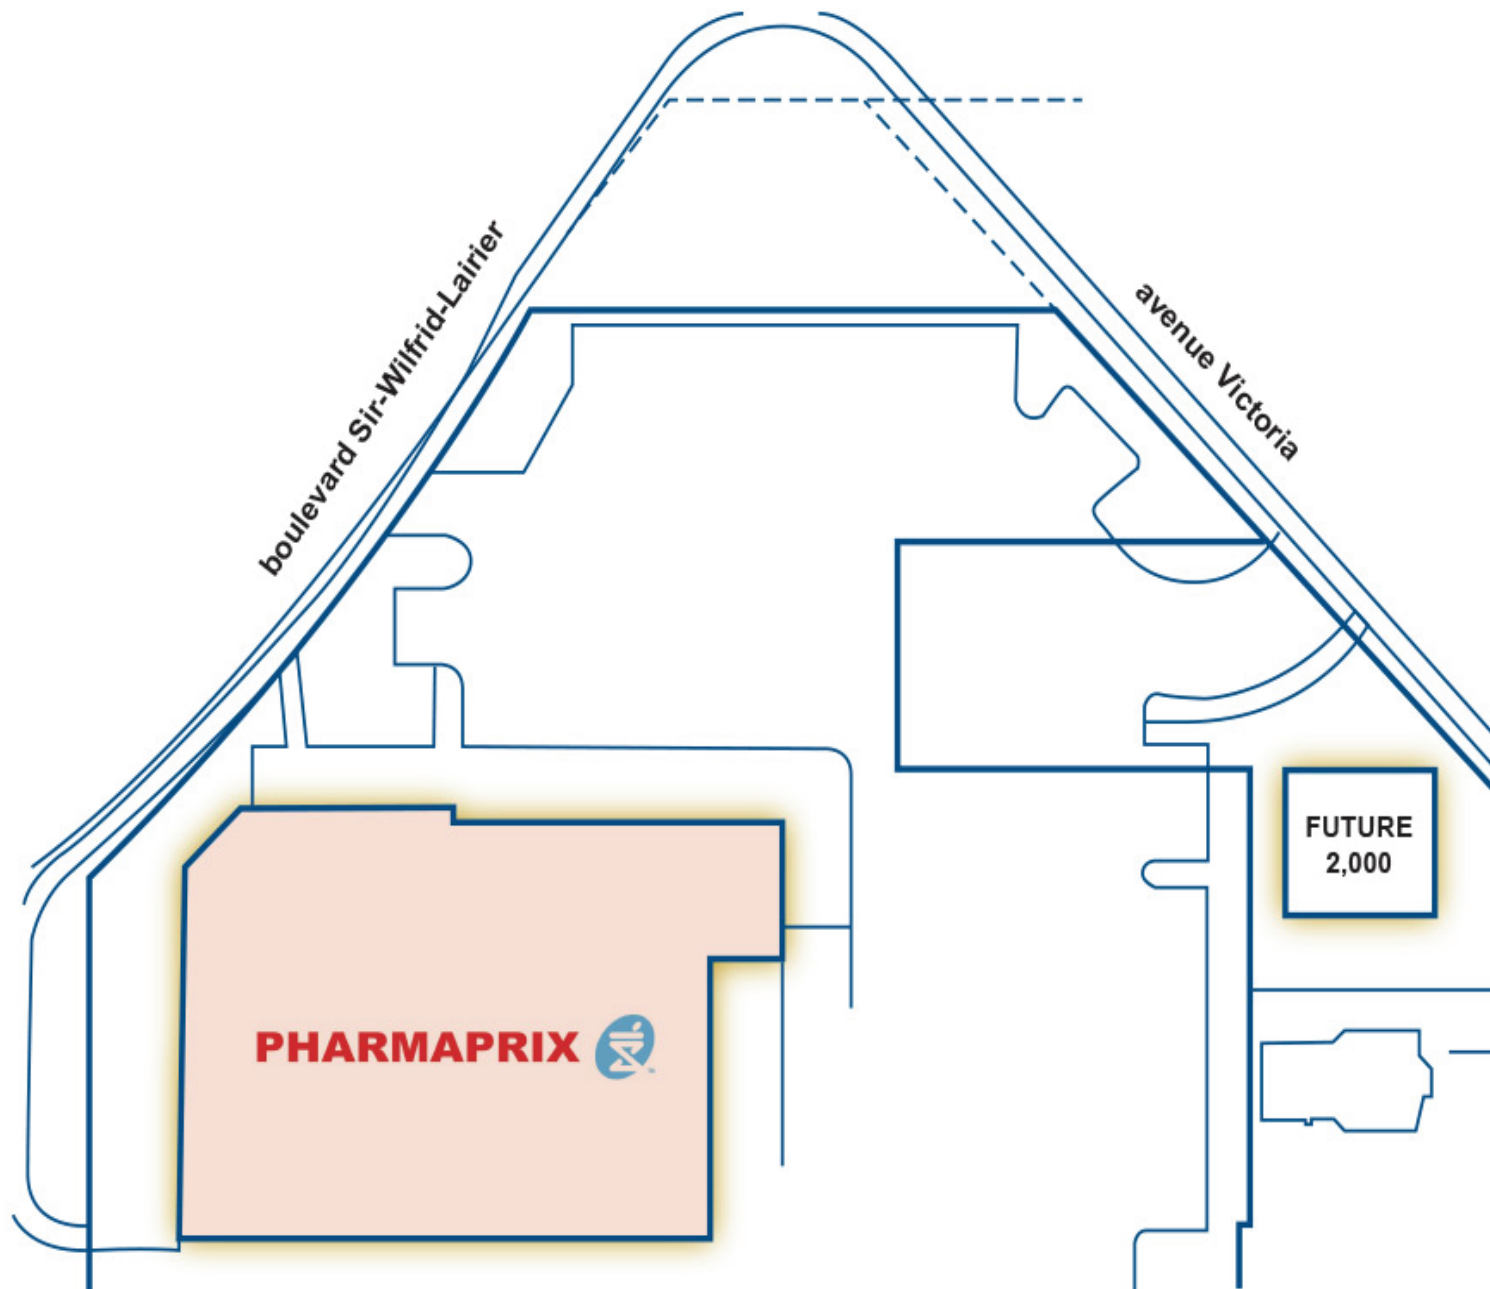 boulevard Sir-Wilfrid-Lairier
avenue Victoria
FUTURE
2,000
PHARMAPRIX